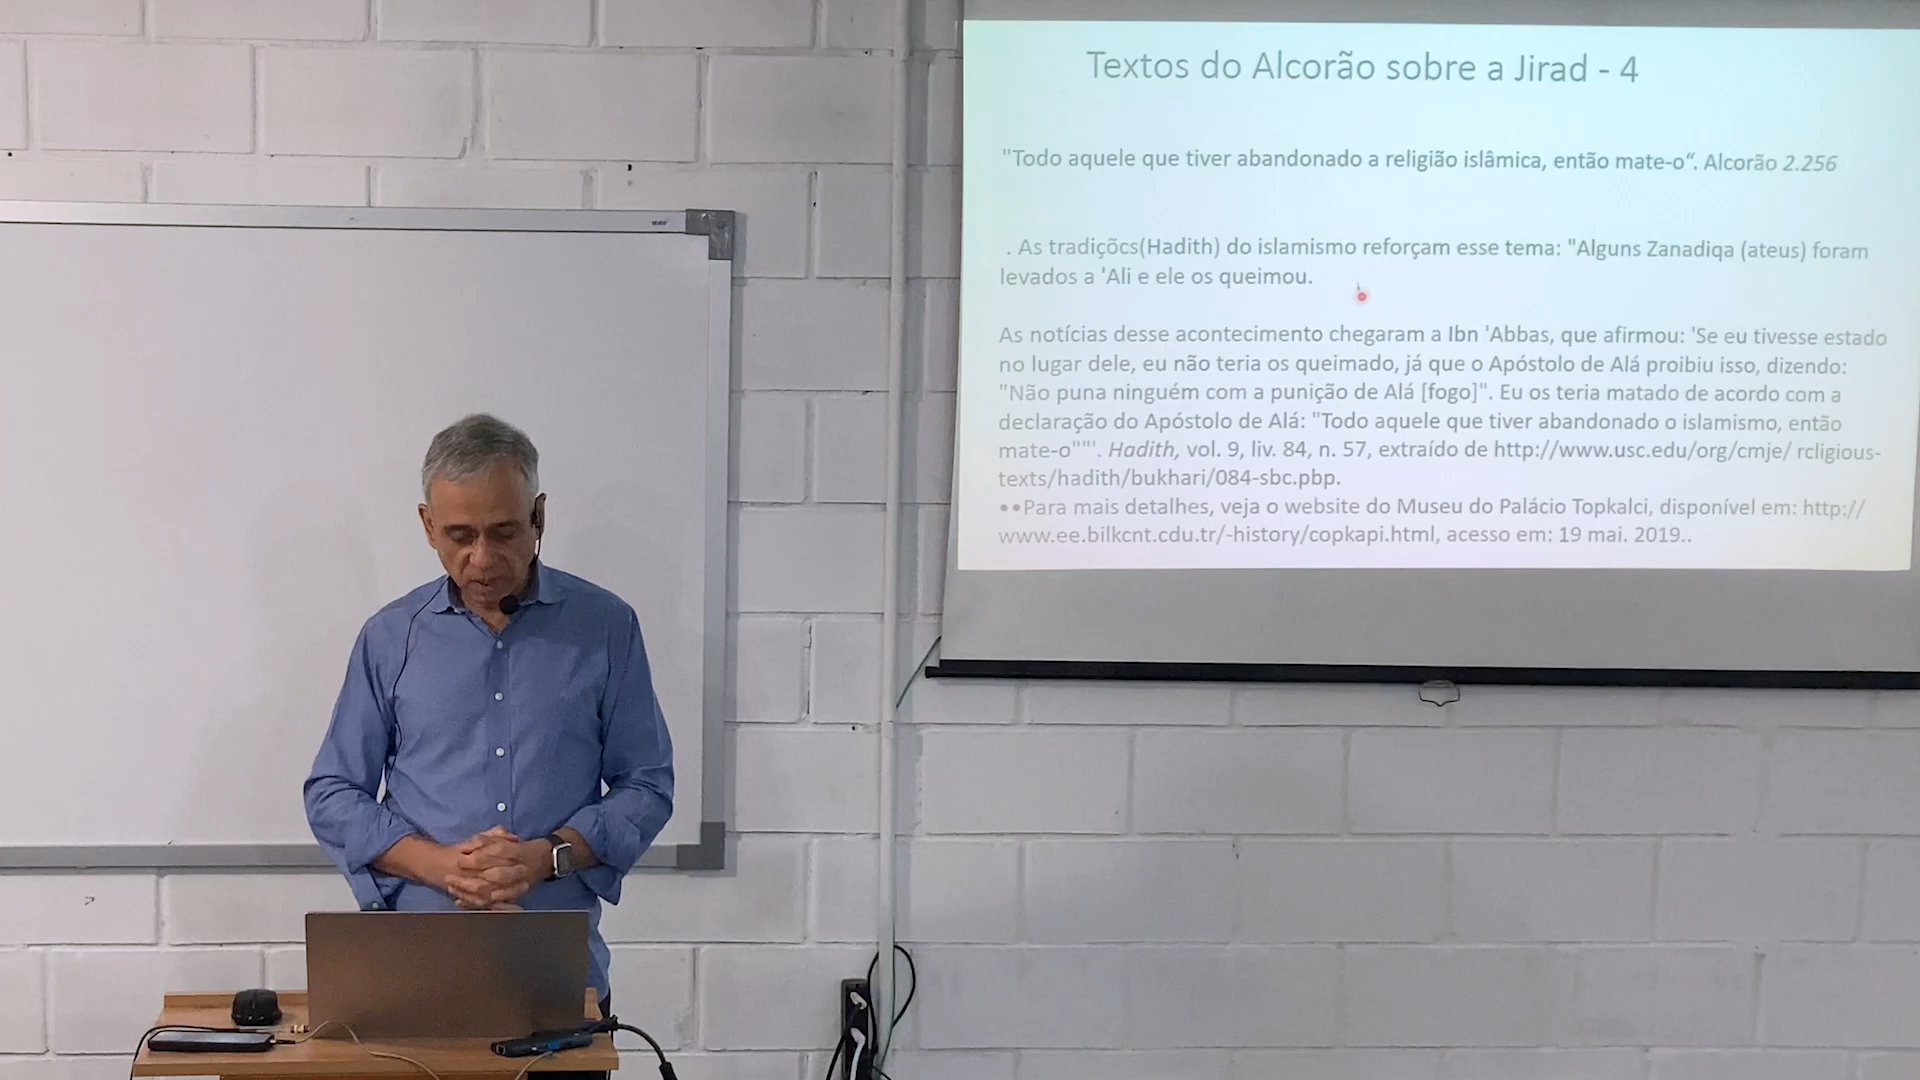 Textos do Alcorão sobre a Jirad - 4
"Todo aquele que tiver abandonado a religião islâmica, então mate-o“. Alcorão 2.256
. As tradiçõcs(Hadith) do islamismo reforçam esse tema: "Alguns Zanadiqa (ateus) foram
levados a 'Ali e ele os queimou.
As notícias desse acontecimento chegaram a Ibn 'Abbas, que afirmou: 'Se eu tivesse estado
no lugar dele, eu não teria os queimado, já que o Apóstolo de Alá proibiu isso, dizendo:
"Não puna ninguém com a punição de Alá [fogo]". Eu os teria matado de acordo com a
declaração do Apóstolo de Alá: "Todo aquele que tiver abandonado o islamismo, então
mate-o""'. Hadith, vol. 9, liv. 84, n. 57, extraído de http://www.usc.edu/org/cmje/ rcligious-
texts/hadith/bukhari/084-sbc.pbp.
••Para mais detalhes, veja o website do Museu do Palácio Topkalci, disponível em: http://
www.ee.bilkcnt.cdu.tr/-history/copkapi.html, acesso em: 19 mai. 2019..